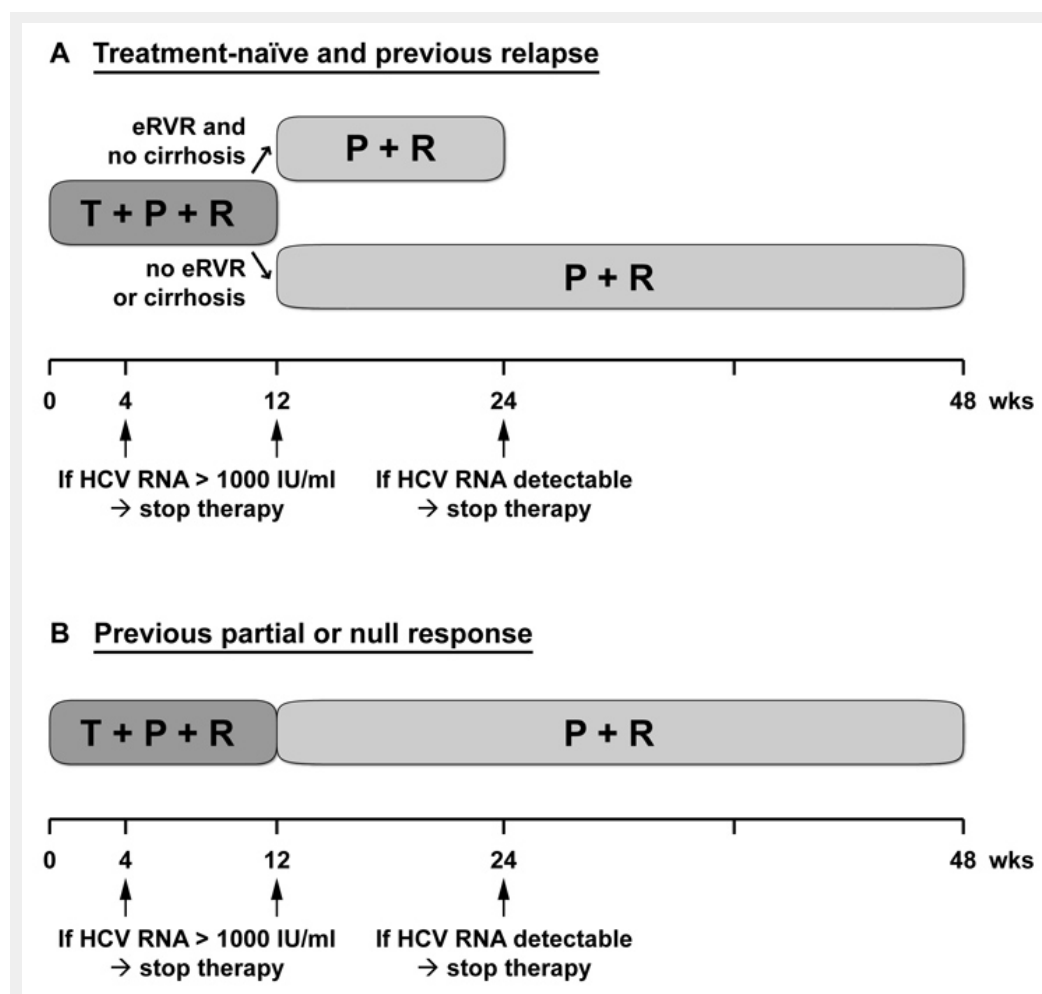 A Treatment-naïve and previous relapse
eRVR and
no cirrhosis
P + R
T + P + R
no eRVR
or cirrhosis
P + R
0 4 12 24 48 wks
If HCV RNA > 1000 IU/ml
→ stop therapy
If HCV RNA detectable
→ stop therapy
B Previous partial or null response
T + P + R
P + R
0 4 12 24 48 wks
If HCV RNA > 1000 IU/ml
→ stop therapy
If HCV RNA detectable
→ stop therapy